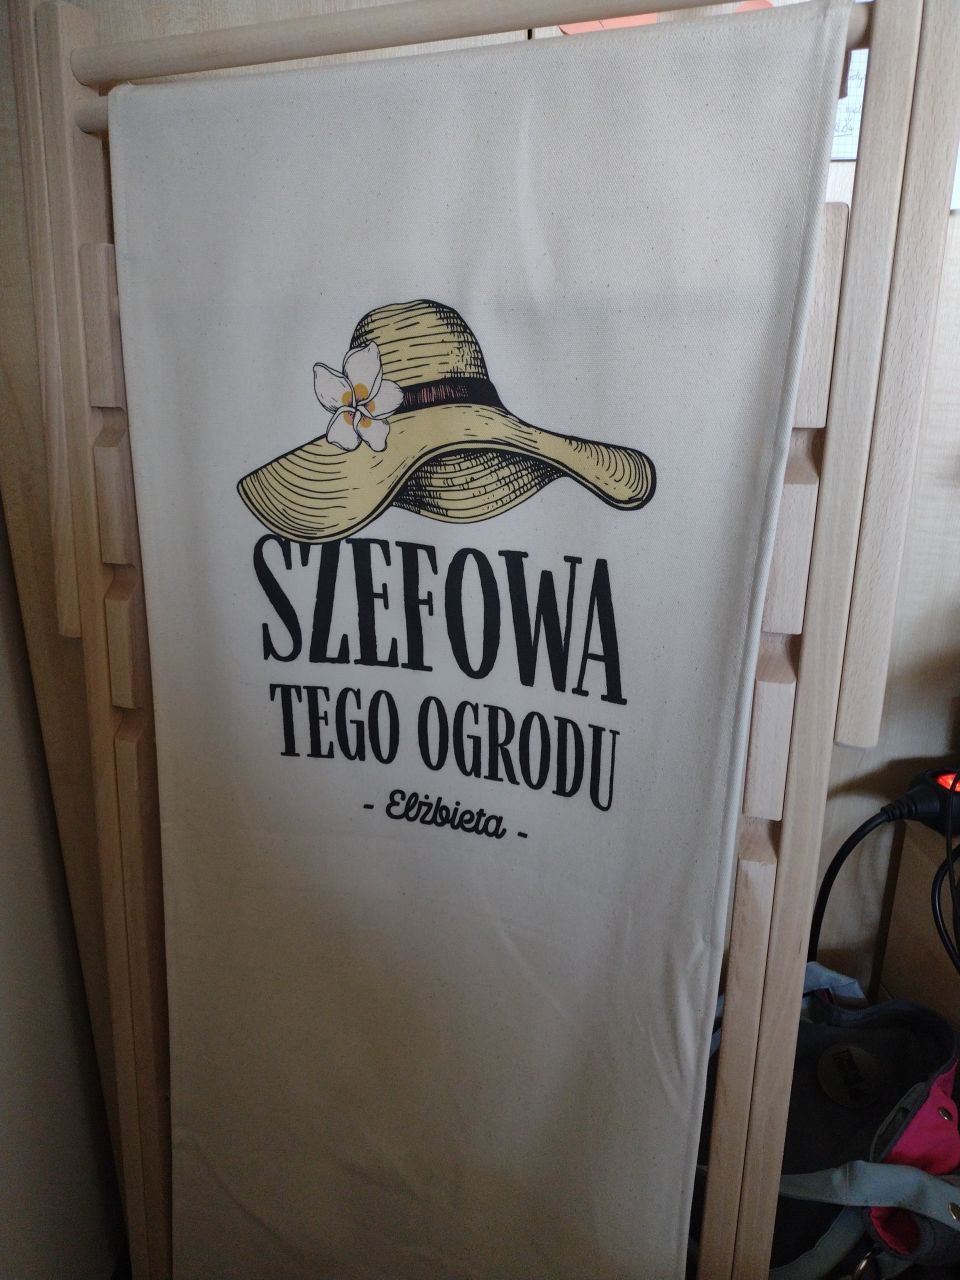 SZEFOWA
TEGO OGRODU
- Elżbieta -